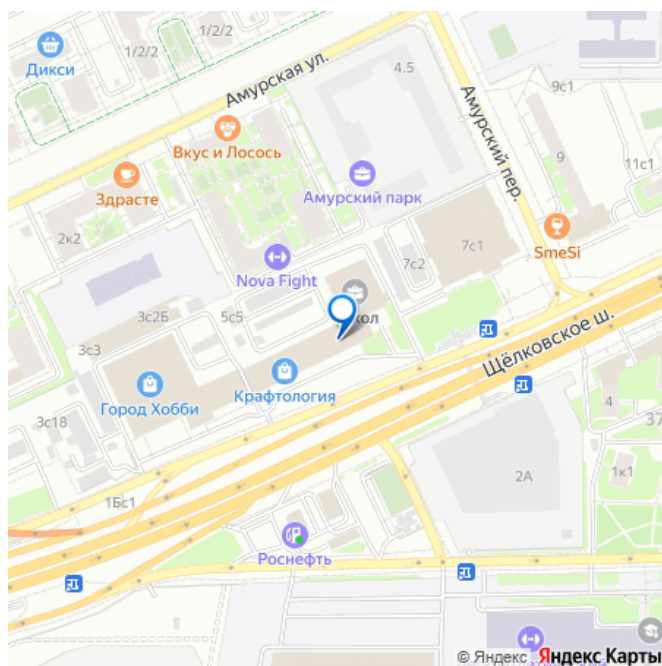 1/2/2
Дикси
1/2/2
Амурская ул.
4.5
9с1
Амурский пер.
Вкус и Лосось
9
11с1
Здрасте
Амурский парк
2к2
7с1
SmeSi
7с2
Nova Fight
3с2Б
5с5
кол
Щёлковское ш.
3с3
Город Хобби
Крафтология
4
37
3с18
2А
1к1
1Бс1
Роснефть
© Яндекс Яндекс Карты